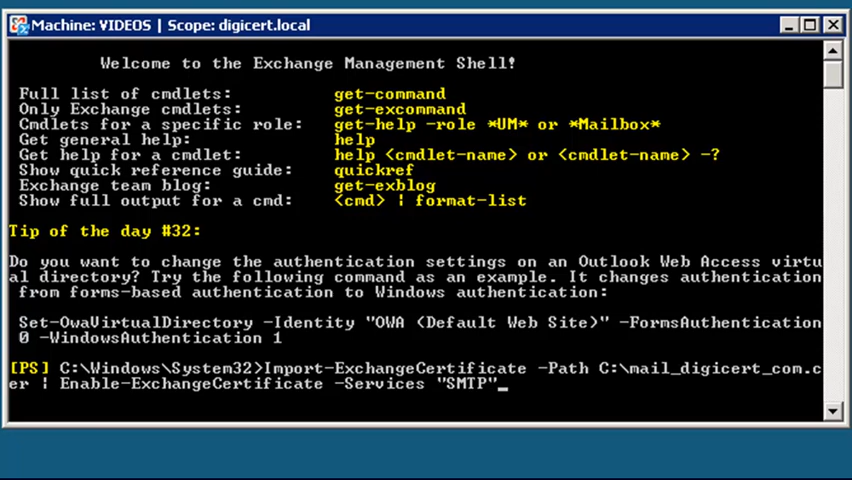 Machine: VIDEOS | Scope: digicert.local
Welcome to the Exchange Management Shell!
Full list of cmdlets: get-command
Only Exchange cmdlets: get-excommand
Cmdlets for a specific role: get-help -role *UM* or *Mailbox*
Get general help: help
Get help for a cmdlet: help <cmdlet-name> or <cmdlet-name> -?
Show quick reference guide: quickref
Exchange team blog: get-exblog
Show full output for a cmd: <cmd> | format-list
Tip of the day #32:
Do you want to change the authentication settings on an Outlook Web Access virtu
al directory? Try the following command as an example. It changes authentication
from forms-based authentication to Windows authentication:
Set-OwaVirtualDirectory -Identity "OWA (Default Web Site)" -FormsAuthentication
0 -WindowsAuthentication 1
[PS] C:\Windows\System32>Import-ExchangeCertificate -Path C:\mail_digicert_com.c
er | Enable-ExchangeCertificate -Services "SMTP"_